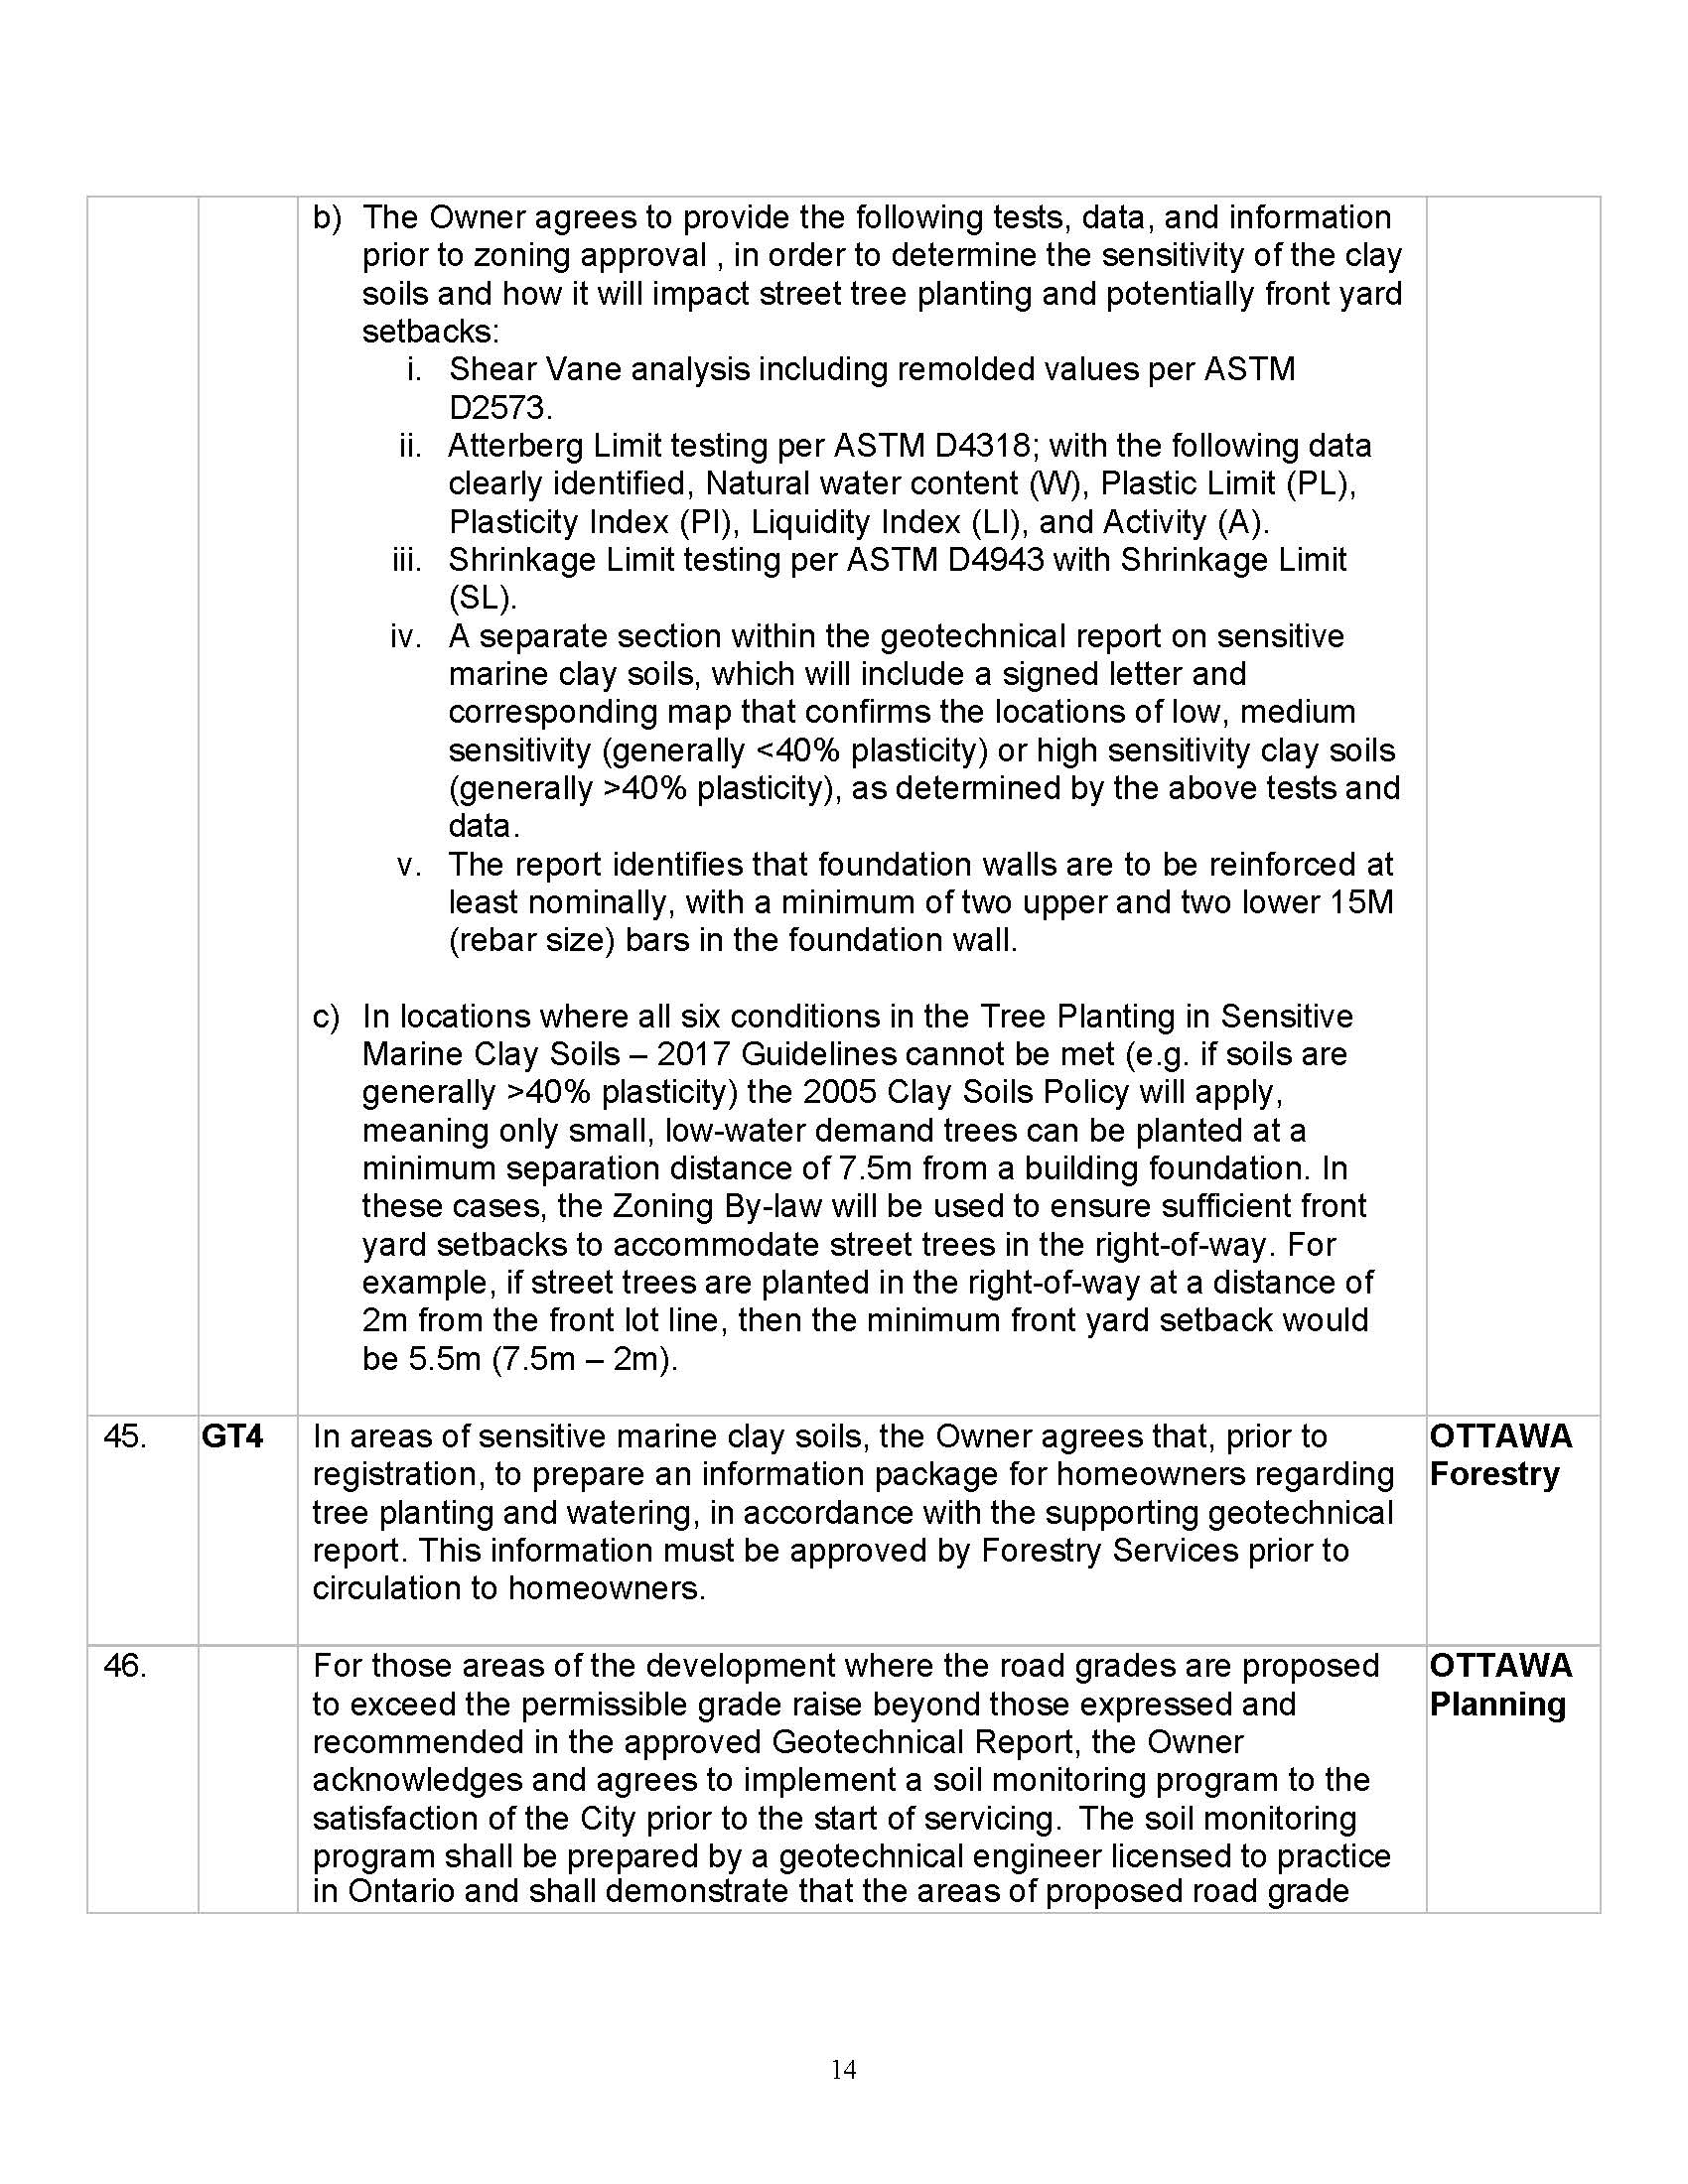 b) The Owner agrees to provide the following tests, data, and information
prior to zoning approval , in order to determine the sensitivity of the clay
soils and how it will impact street tree planting and potentially front yard
setbacks:
i. Shear Vane analysis including remolded values per ASTM
D2573.
ii. Atterberg Limit testing per ASTM D4318; with the following data
clearly identified, Natural water content (W), Plastic Limit (PL),
Plasticity Index (PI), Liquidity Index (LI), and Activity (A).
iii. Shrinkage Limit testing per ASTM D4943 with Shrinkage Limit
(SL).
iv. A separate section within the geotechnical report on sensitive
marine clay soils, which will include a signed letter and
corresponding map that confirms the locations of low, medium
sensitivity (generally <40% plasticity) or high sensitivity clay soils
(generally >40% plasticity), as determined by the above tests and
data.
v. The report identifies that foundation walls are to be reinforced at
least nominally, with a minimum of two upper and two lower 15M
(rebar size) bars in the foundation wall.
c) In locations where all six conditions in the Tree Planting in Sensitive
Marine Clay Soils – 2017 Guidelines cannot be met (e.g. if soils are
generally >40% plasticity) the 2005 Clay Soils Policy will apply,
meaning only small, low-water demand trees can be planted at a
minimum separation distance of 7.5m from a building foundation. In
these cases, the Zoning By-law will be used to ensure sufficient front
yard setbacks to accommodate street trees in the right-of-way. For
example, if street trees are planted in the right-of-way at a distance of
2m from the front lot line, then the minimum front yard setback would
be 5.5m (7.5m – 2m).
45. GT4 In areas of sensitive marine clay soils, the Owner agrees that, prior to OTTAWA
registration, to prepare an information package for homeowners regarding Forestry
tree planting and watering, in accordance with the supporting geotechnical
report. This information must be approved by Forestry Services prior to
circulation to homeowners.
46. For those areas of the development where the road grades are proposed OTTAWA
to exceed the permissible grade raise beyond those expressed and Planning
recommended in the approved Geotechnical Report, the Owner
acknowledges and agrees to implement a soil monitoring program to the
satisfaction of the City prior to the start of servicing. The soil monitoring
program shall be prepared by a geotechnical engineer licensed to practice
in Ontario and shall demonstrate that the areas of proposed road grade
14